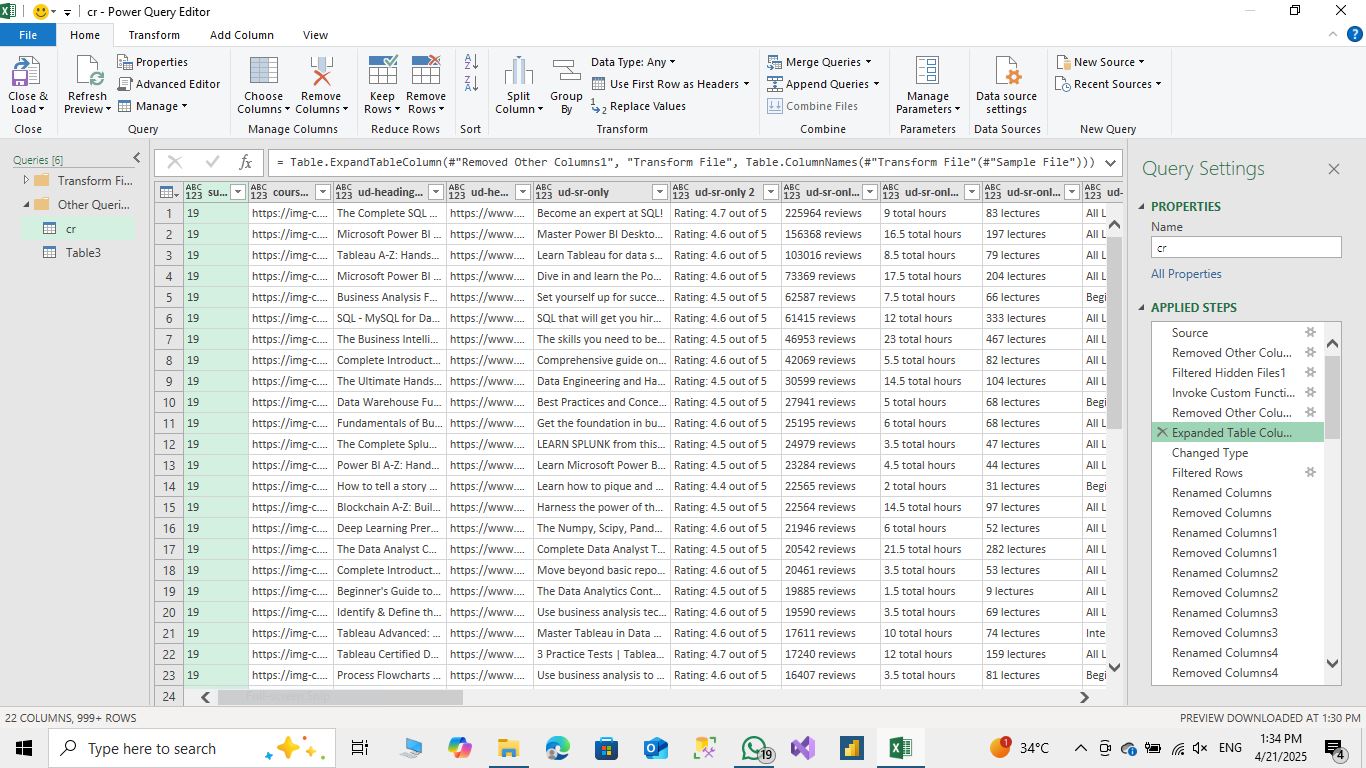 cr - Power Query Editor
File Home Transform Add Column View
Close & Load
Close
Refresh Preview
Properties
Advanced Editor
Manage
Query
Choose Columns
Remove Columns
Manage Columns
Keep Rows
Remove Rows
Reduce Rows
Sort
Split Column
Group By
Data Type: Any
Use First Row as Headers
Replace Values
Transform
Merge Queries
Append Queries
Combine Files
Combine
Manage Parameters
Parameters
Data source settings
Data Sources
New Source
Recent Sources
New Query
Queries [6]
Transform Fi...
Other Queri...
cr
Table3
= Table.ExpandTableColumn(#"Removed Other Columns1", "Transform File", Table.ColumnNames(#"Transform File"(#"Sample File")))
ABC 123 su... ABC 123 cours... ABC 123 ud-heading... ABC 123 ud-he... ABC 123 ud-sr-only ABC 123 ud-sr-only 2 ABC 123 ud-sr-onl... ABC 123 ud-sr-onl... ABC 123 ud-sr-onl... ABC 123 ud-
1 19 https://img-c... The Complete SQL ... https://www.... Become an expert at SQL! Rating: 4.7 out of 5 225964 reviews 9 total hours 83 lectures All L
2 19 https://img-c... Microsoft Power BI ... https://www.... Master Power BI Deskto... Rating: 4.6 out of 5 156368 reviews 16.5 total hours 197 lectures All L
3 19 https://img-c... Tableau A-Z: Hands... https://www.... Learn Tableau for data s... Rating: 4.6 out of 5 103016 reviews 8.5 total hours 79 lectures All L
4 19 https://img-c... Microsoft Power BI ... https://www.... Dive in and learn the Po... Rating: 4.6 out of 5 73369 reviews 17.5 total hours 204 lectures All L
5 19 https://img-c... Business Analysis F... https://www.... Set yourself up for succe... Rating: 4.5 out of 5 62587 reviews 7.5 total hours 66 lectures Begi
6 19 https://img-c... SQL - MySQL for Da... https://www.... SQL that will get you hir... Rating: 4.6 out of 5 61415 reviews 12 total hours 333 lectures All L
7 19 https://img-c... The Business Intelli... https://www.... The skills you need to be... Rating: 4.5 out of 5 46953 reviews 23 total hours 467 lectures All L
8 19 https://img-c... Complete Introduct... https://www.... Comprehensive guide on... Rating: 4.6 out of 5 42069 reviews 5.5 total hours 82 lectures All L
9 19 https://img-c... The Ultimate Hands... https://www.... Data Engineering and Ha... Rating: 4.5 out of 5 30599 reviews 14.5 total hours 104 lectures All L
10 19 https://img-c... Data Warehouse Fu... https://www.... Best Practices and Conce... Rating: 4.5 out of 5 27941 reviews 5 total hours 68 lectures Begi
11 19 https://img-c... Fundamentals of Bu... https://www.... Get the foundation in bu... Rating: 4.5 out of 5 25195 reviews 6 total hours 68 lectures All L
12 19 https://img-c... The Complete Splu... https://www.... LEARN SPLUNK from this... Rating: 4.5 out of 5 24979 reviews 3.5 total hours 47 lectures All L
13 19 https://img-c... Power BI A-Z: Hand... https://www.... Learn Microsoft Power B... Rating: 4.5 out of 5 23284 reviews 4.5 total hours 44 lectures All L
14 19 https://img-c... How to tell a story ... https://www.... Learn how to pique and ... Rating: 4.4 out of 5 22565 reviews 2 total hours 31 lectures Begi
15 19 https://img-c... Blockchain A-Z: Buil... https://www.... Harness the power of th... Rating: 4.5 out of 5 22564 reviews 14.5 total hours 97 lectures All L
16 19 https://img-c... Deep Learning Prer... https://www.... The Numpy, Scipy, Pand... Rating: 4.6 out of 5 21946 reviews 6 total hours 52 lectures All L
17 19 https://img-c... The Data Analyst C... https://www.... Complete Data Analyst T... Rating: 4.5 out of 5 20542 reviews 21.5 total hours 282 lectures All L
18 19 https://img-c... Complete Introduct... https://www.... Move beyond basic repo... Rating: 4.5 out of 5 20461 reviews 3.5 total hours 53 lectures All L
19 19 https://img-c... Beginner's Guide to... https://www.... The Data Analytics Cont... Rating: 4.5 out of 5 19885 reviews 1.5 total hours 9 lectures All L
20 19 https://img-c... Identify & Define th... https://www.... Use business analysis tec... Rating: 4.6 out of 5 19590 reviews 3.5 total hours 69 lectures All L
21 19 https://img-c... Tableau Advanced: ... https://www.... Master Tableau in Data ... Rating: 4.6 out of 5 17611 reviews 10 total hours 74 lectures Inte
22 19 https://img-c... Tableau Certified D... https://www.... 3 Practice Tests | Tablea... Rating: 4.7 out of 5 17240 reviews 12 total hours 159 lectures All L
23 19 https://img-c... Process Flowcharts ... https://www.... Use business analysis to ... Rating: 4.6 out of 5 16407 reviews 3.5 total hours 81 lectures Begi
24
Query Settings
PROPERTIES
Name
cr
All Properties
APPLIED STEPS
Source
Removed Other Colu...
Filtered Hidden Files1
Invoke Custom Functi...
Removed Other Colu...
Expanded Table Colu...
Changed Type
Filtered Rows
Renamed Columns
Removed Columns
Renamed Columns1
Removed Columns1
Renamed Columns2
Removed Columns2
Renamed Columns3
Removed Columns3
Renamed Columns4
Removed Columns4
22 COLUMNS, 999+ ROWS
PREVIEW DOWNLOADED AT 1:30 PM
Type here to search
19
1
34°C
ENG
1:34 PM
4/21/2025
4